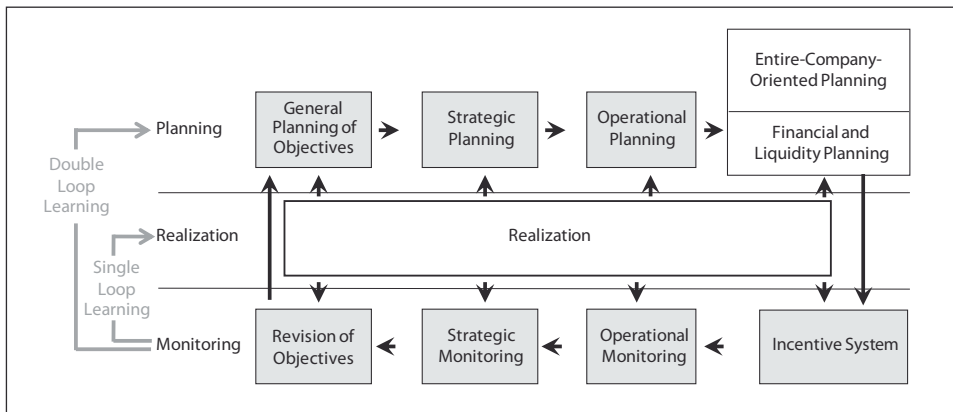 Entire-Company-
Oriented Planning
General
Planning of
Objectives
Strategic
Planning
Operational
Planning
Financial and
Liquidity Planning
Planning
Double
Loop
Learning
Realization
Realization
Single
Loop
Learning
Monitoring
Revision of
Objectives
Strategic
Monitoring
Operational
Monitoring
Incentive System